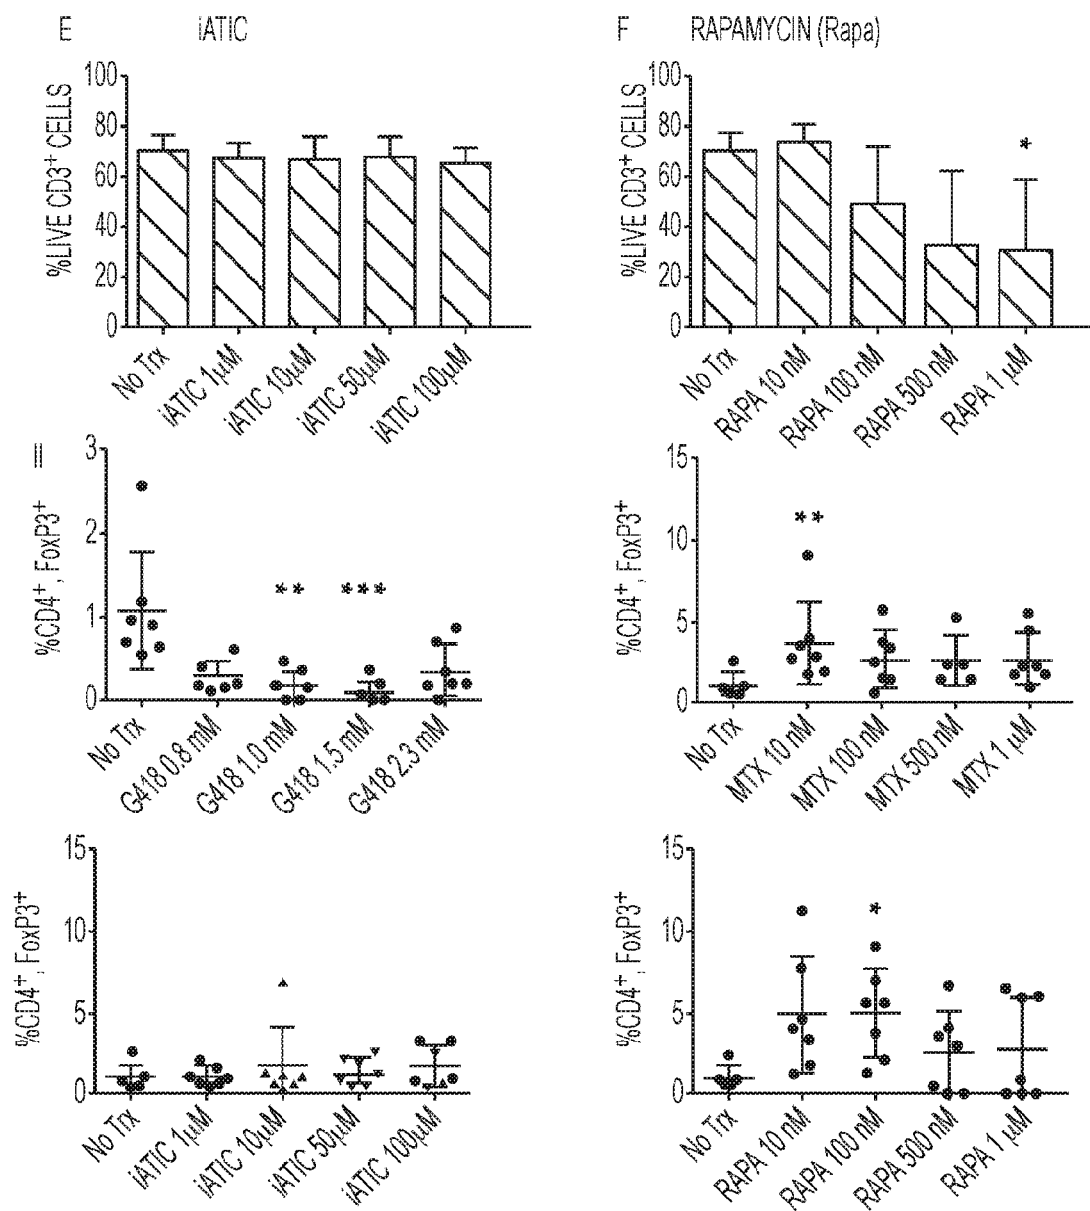 E iATIC
%LIVE CD3+ CELLS
100
80
60
40
20
0
No Trx
iATIC 1µM
iATIC 10µM
iATIC 50µM
iATIC 100µM
F RAPAMYCIN (Rapa)
%LIVE CD3+ CELLS
100
80
60
40
20
0
*
No Trx
RAPA 10 nM
RAPA 100 nM
RAPA 500 nM
RAPA 1 µM
II
%CD4+, FoxP3+
3
2
1
0
**
***
No Trx
G418 0.8 mM
G418 1.0 mM
G418 1.5 mM
G418 2.3 mM
%CD4+, FoxP3+
15
10
5
0
**
No Trx
MTX 10 nM
MTX 100 nM
MTX 500 nM
MTX 1 µM
%CD4+, FoxP3+
15
10
5
0
No Trx
iATIC 1µM
iATIC 10µM
iATIC 50µM
iATIC 100µM
%CD4+, FoxP3+
15
10
5
0
*
No Trx
RAPA 10 nM
RAPA 100 nM
RAPA 500 nM
RAPA 1 µM